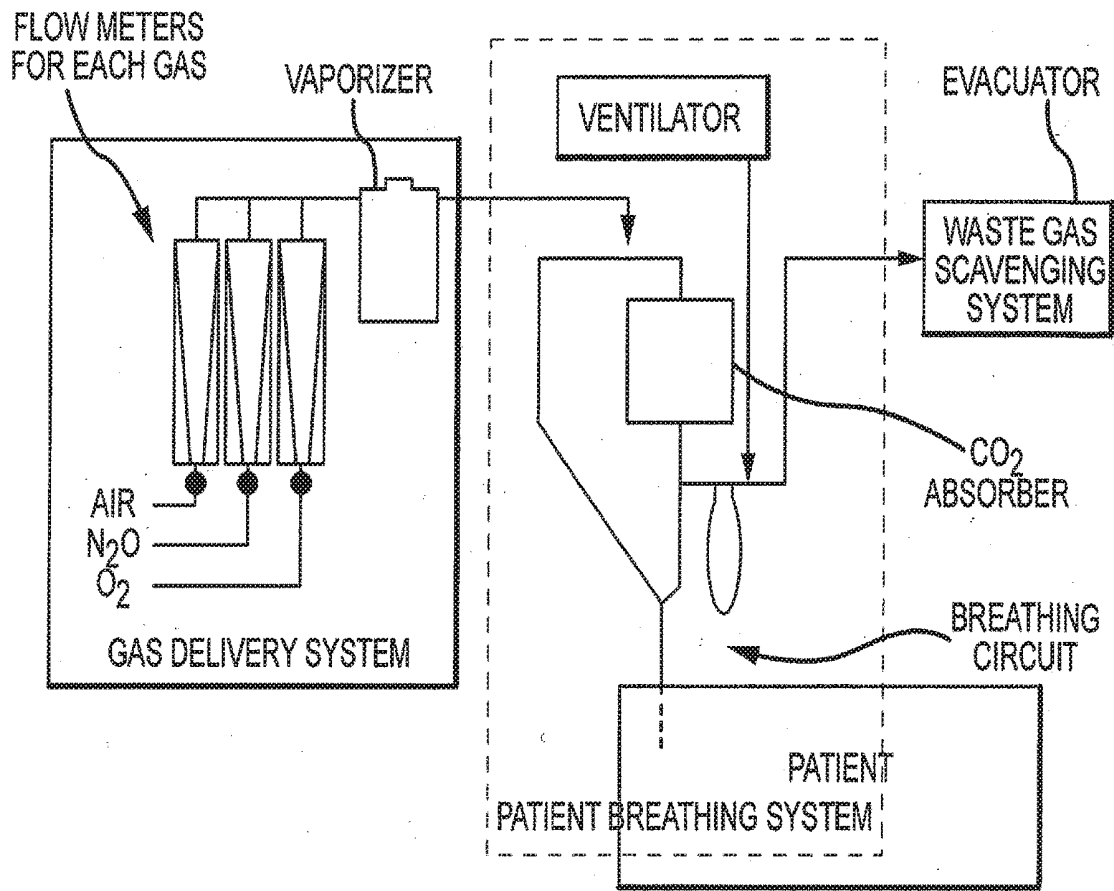 FLOW METERS
FOR EACH GAS
VAPORIZER
VENTILATOR
EVACUATOR
WASTE GAS
SCAVENGING
SYSTEM
CO₂
ABSORBER
AIR
N₂O
O₂
GAS DELIVERY SYSTEM
BREATHING
CIRCUIT
PATIENT
PATIENT BREATHING SYSTEM